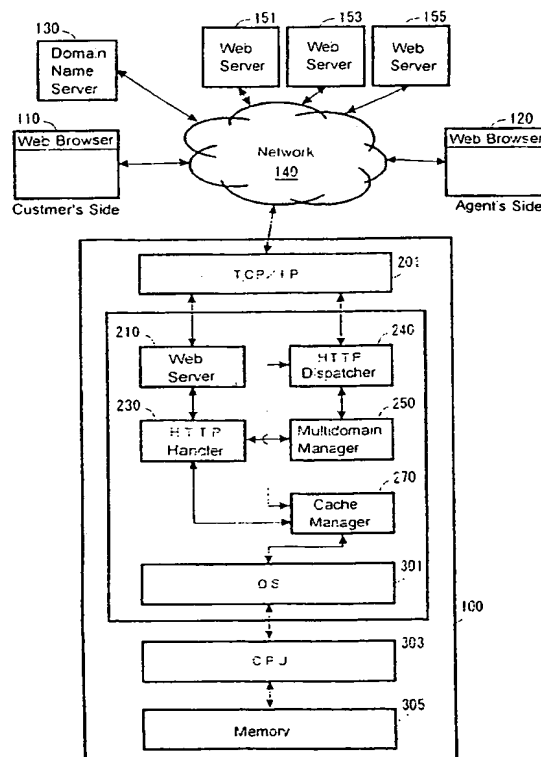 130
Domain
Name
Server
151
Web
Server
153
Web
Server
155
Web
Server
110
Web Browser
Custmer's Side
Network
140
120
Web Browser
Agent's Side
TCP/IP
201
210
Web
Server
240
HTTP
Dispatcher
230
HTTP
Handler
250
Multidomain
Manager
270
Cache
Manager
OS
301
100
CPU
303
Memory
305